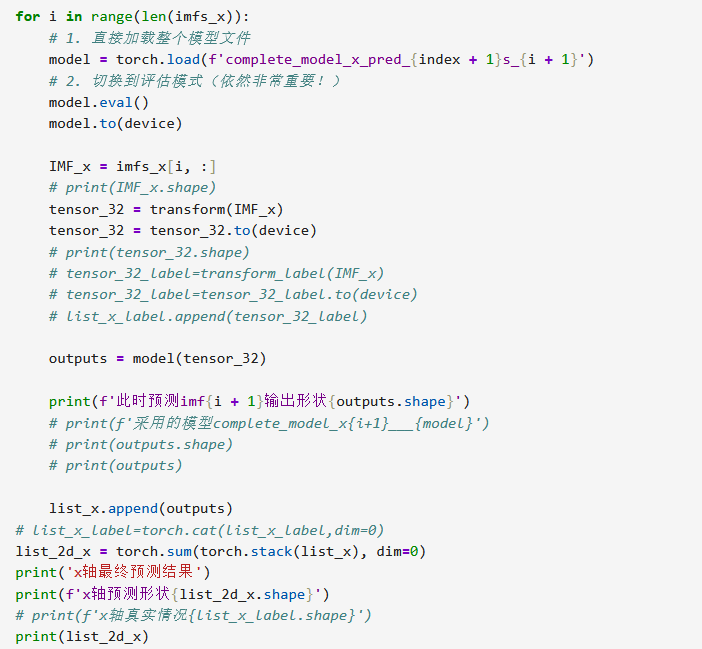 for i in range(len(imfs_x)):
    # 1. 直接加载整个模型文件
    model = torch.load(f'complete_model_x_pred_{index + 1}s_{i + 1}')
    # 2. 切换到评估模式（依然非常重要！）
    model.eval()
    model.to(device)

    IMF_x = imfs_x[i, :]
    # print(IMF_x.shape)
    tensor_32 = transform(IMF_x)
    tensor_32 = tensor_32.to(device)
    # print(tensor_32.shape)
    # tensor_32_label=transform_label(IMF_x)
    # tensor_32_label=tensor_32_label.to(device)
    # list_x_label.append(tensor_32_label)

    outputs = model(tensor_32)

    print(f'此时预测imf{i + 1}输出形状{outputs.shape}')
    # print(f'采用的模型complete_model_x{i+1}___{model}')
    # print(outputs.shape)
    # print(outputs)

    list_x.append(outputs)
# list_x_label=torch.cat(list_x_label,dim=0)
list_2d_x = torch.sum(torch.stack(list_x), dim=0)
print('x轴最终预测结果')
print(f'x轴预测形状{list_2d_x.shape}')
# print(f'x轴真实情况{list_x_label.shape}')
print(list_2d_x)